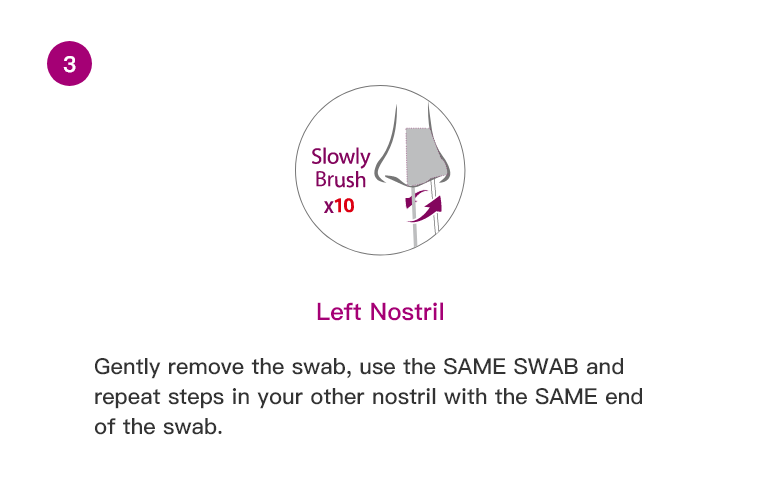 3
Slowly
Brush
x10
Left Nostril
Gently remove the swab, use the SAME SWAB and
repeat steps in your other nostril with the SAME end
of the swab.